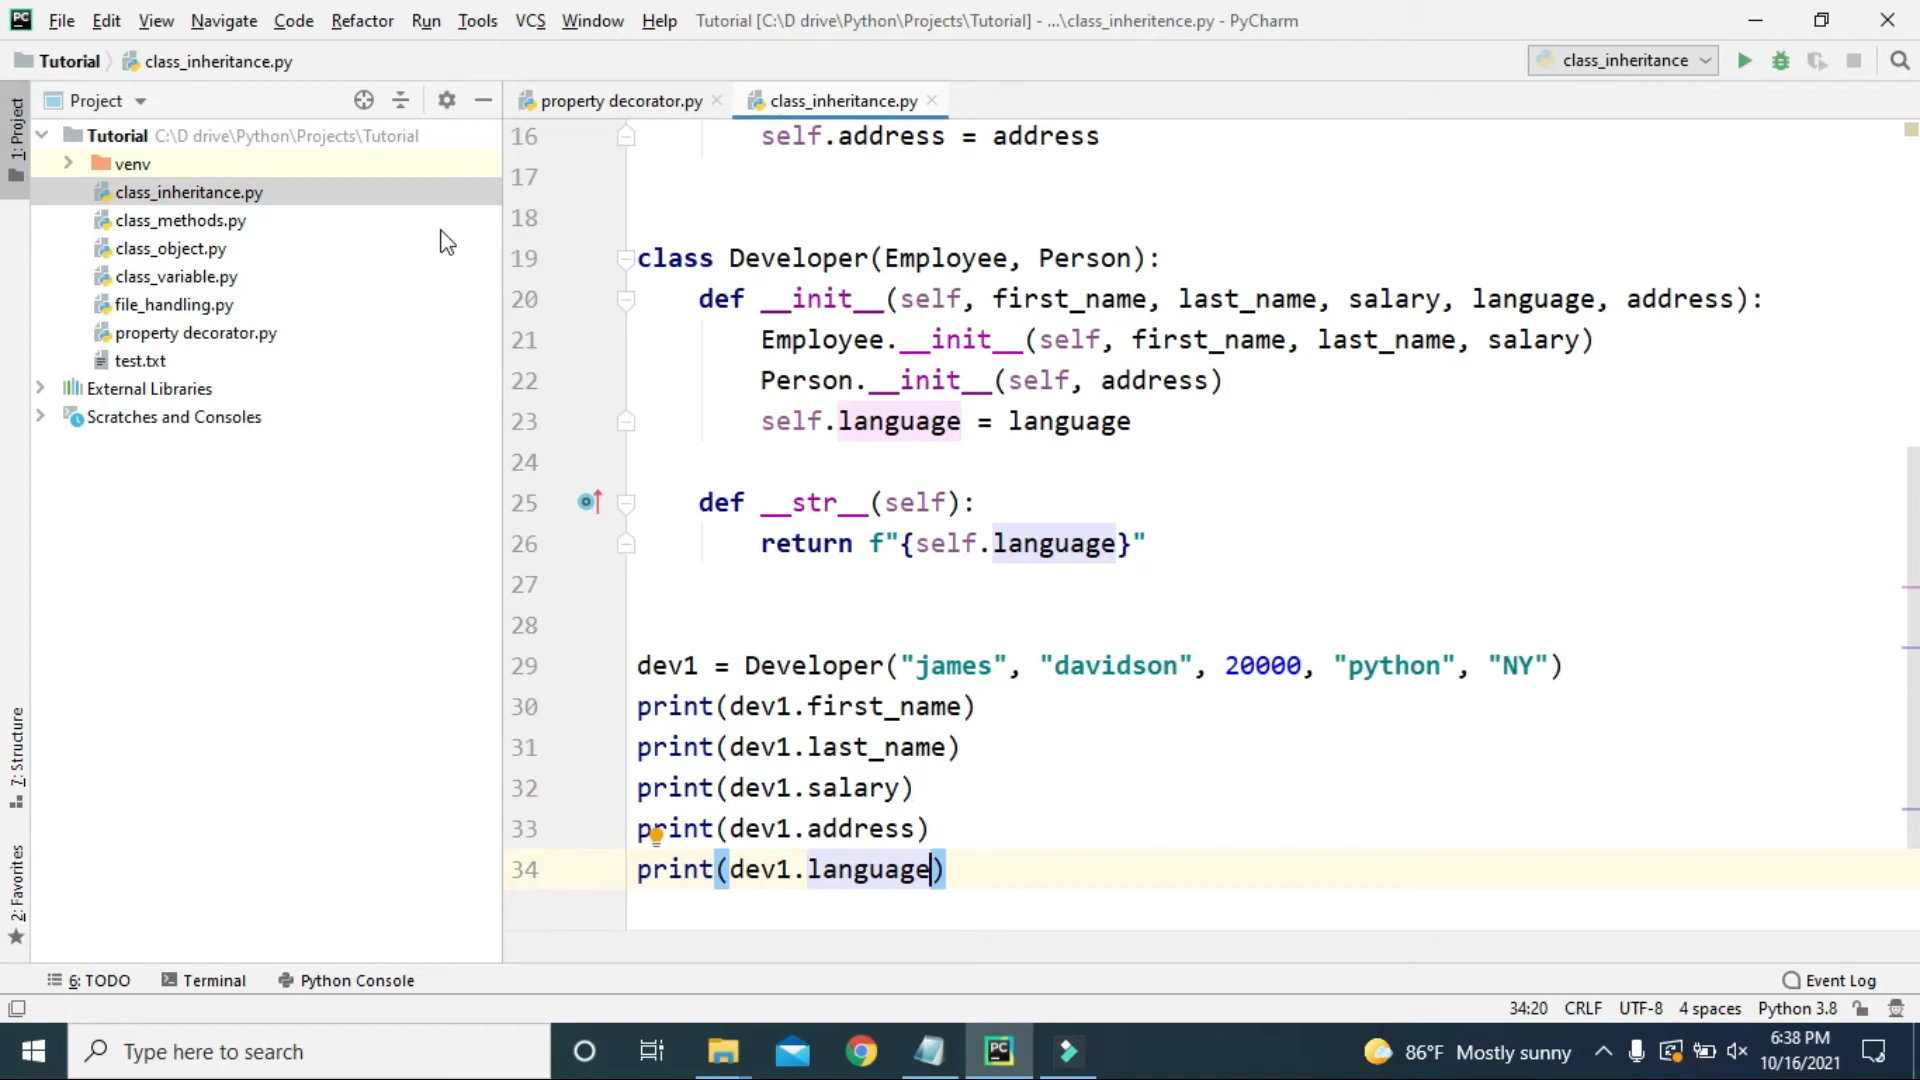 PC File Edit View Navigate Code Refactor Run Tools VCS Window Help Tutorial [C:\D drive\Python\Projects\Tutorial] - ...\class_inheritence.py - PyCharm
Tutorial class_inheritance.py class_inheritance
1: Project
Project
property decorator.py class_inheritance.py
Tutorial C:\D drive\Python\Projects\Tutorial
venv
class_inheritance.py
class_methods.py
class_object.py
class_variable.py
file_handling.py
property decorator.py
test.txt
External Libraries
Scratches and Consoles
16 self.address = address
17
18
19 class Developer(Employee, Person):
20 def __init__(self, first_name, last_name, salary, language, address):
21 Employee.__init__(self, first_name, last_name, salary)
22 Person.__init__(self, address)
23 self.language = language
24
25 def __str__(self):
26 return f"{self.language}"
27
28
29 dev1 = Developer("james", "davidson", 20000, "python", "NY")
30 print(dev1.first_name)
31 print(dev1.last_name)
32 print(dev1.salary)
33 print(dev1.address)
34 print(dev1.language)
7: Structure
2: Favorites
6: TODO Terminal Python Console Event Log
34:20 CRLF UTF-8 4 spaces Python 3.8
Type here to search
PC
86°F Mostly sunny
6:38 PM
10/16/2021